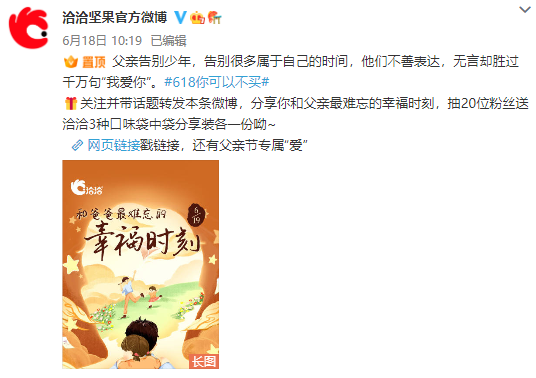 洽洽坚果官方微博
6月18日 10:19 已编辑
置顶 父亲告别少年，告别很多属于自己的时间，他们不善表达，无言却胜过
千万句“我爱你”。#618你可以不买#
关注并带话题转发本条微博，分享你和父亲最难忘的幸福时刻，抽20位粉丝送
洽洽3种口味袋中袋分享装各一份呦~
网页链接戳链接，还有父亲节专属“爱”
洽洽
和爸爸最难忘的
6.19
幸福时刻
长图